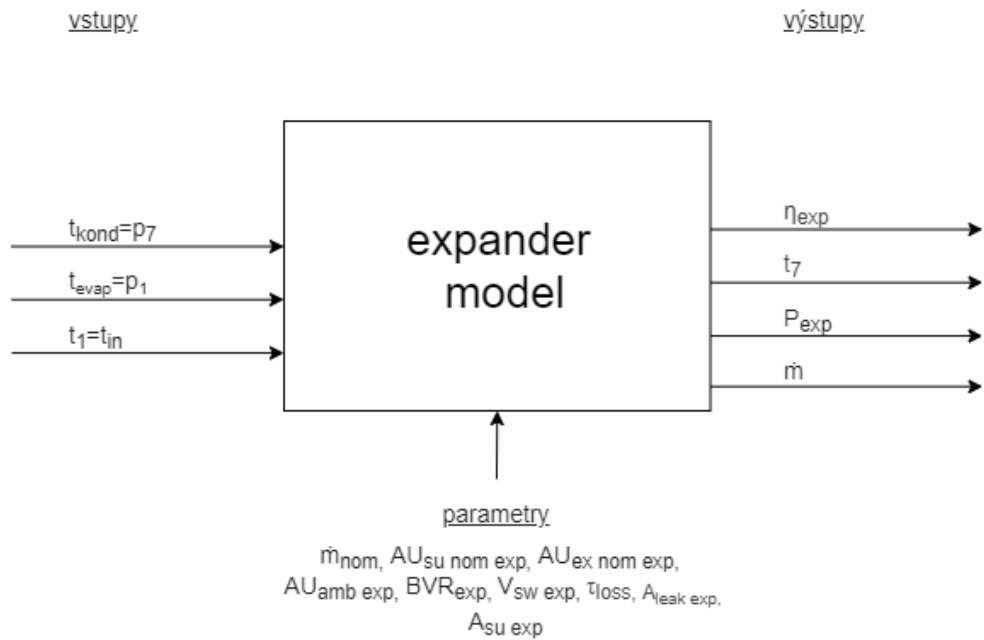 vstupy
výstupy
t_kond=p_7
t_evap=p_1
t_1=t_in
expander
model
η_exp
t_7
P_exp
ṁ
parametry
ṁ_nom, AU_su nom exp, AU_ex nom exp,
AU_amb exp, BVR_exp, V_sw exp, τ_loss, A_leak exp,
A_su exp